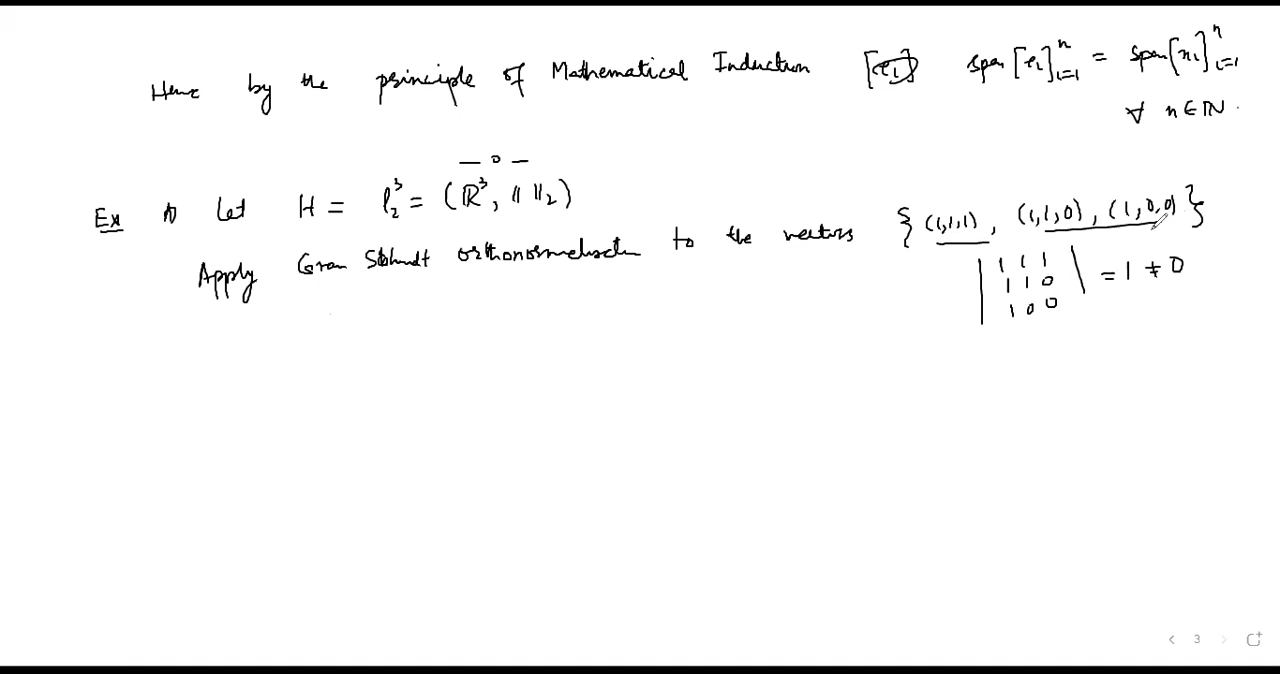 Hence by the principle of Mathematical Induction span[e_i]_{i=1}^n = span[x_i]_{i=1}^n
∀ n ∈ ℕ.
— 0 —
Ex 1) Let H = l_2^3 = (ℝ^3, || ||_2)
Apply Gram Schmidt orthonormalisation to the vectors { (1,1,1), (1,1,0), (1,0,0) }
| 1 1 1 |
| 1 1 0 | = 1 ≠ 0
| 1 0 0 |
< 3 >